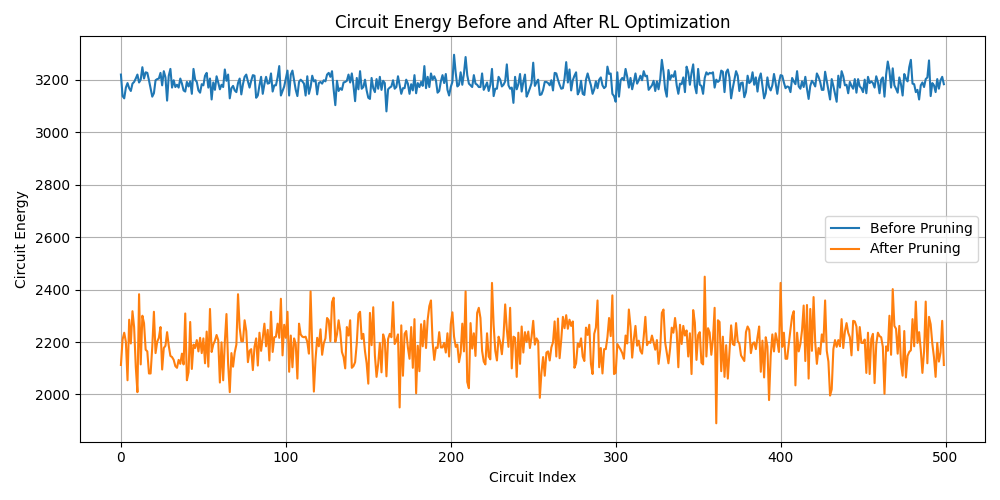 Circuit Energy Before and After RL Optimization
Circuit Energy
3200
3000
2800
2600
2400
2200
2000
Before Pruning
After Pruning
0 100 200 300 400 500
Circuit Index